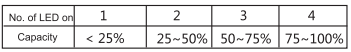 No. of LED on 1 2 3 4
Capacity < 25% 25~50% 50~75% 75~100%